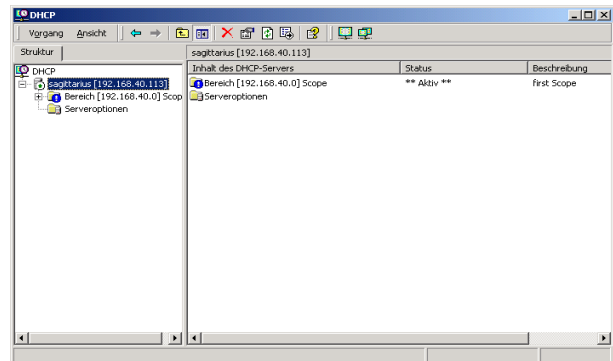 DHCP
Vorgang Ansicht
Struktur
sagittarius [192.168.40.113]
DHCP
sagittarius [192.168.40.113]
Bereich [192.168.40.0] Scop
Serveroptionen
Inhalt des DHCP-Servers Status Beschreibung
Bereich [192.168.40.0] Scope ** Aktiv ** first Scope
Serveroptionen